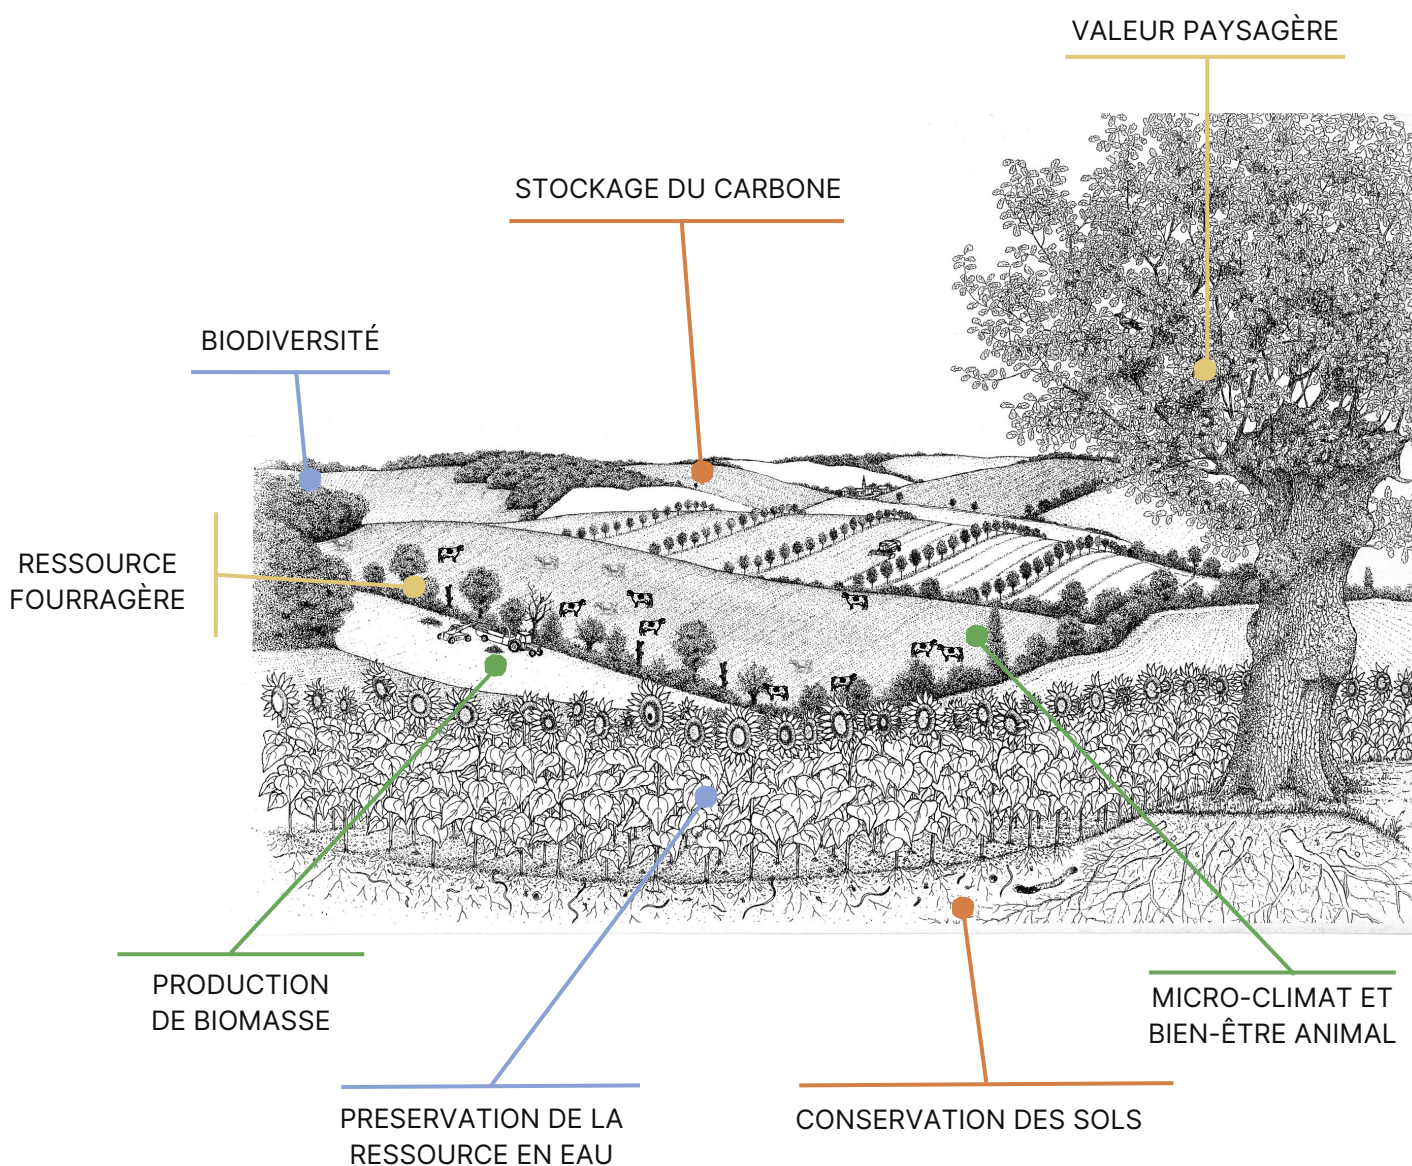 VALEUR PAYSAGÈRE
STOCKAGE DU CARBONE
BIODIVERSITÉ
RESSOURCE
FOURRAGÈRE
PRODUCTION
DE BIOMASSE
MICRO-CLIMAT ET
BIEN-ÊTRE ANIMAL
PRESERVATION DE LA
RESSOURCE EN EAU
CONSERVATION DES SOLS